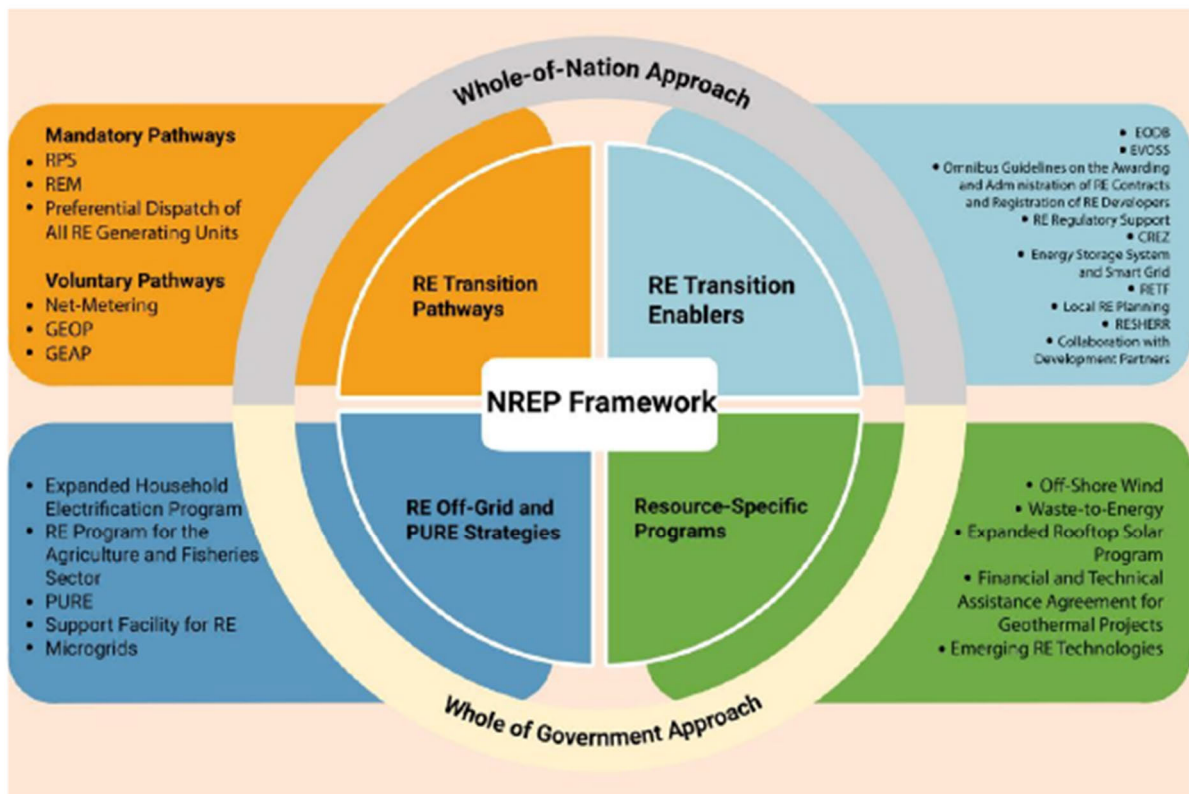 Whole-of-Nation Approach
Mandatory Pathways
• RPS
• REM
• Preferential Dispatch of
All RE Generating Units
Voluntary Pathways
• Net-Metering
• GEOP
• GEAP
RE Transition
Pathways
RE Transition
Enablers
• EODB
• EVOSS
• Omnibus Guidelines on the Awarding
and Administration of RE Contracts
and Registration of RE Developers
• RE Regulatory Support
• CREZ
• Energy Storage System
and Smart Grid
• RETF
• Local RE Planning
• RESHERR
• Collaboration with
Development Partners
NREP Framework
• Expanded Household
Electrification Program
• RE Program for the
Agriculture and Fisheries
Sector
• PURE
• Support Facility for RE
• Microgrids
RE Off-Grid and
PURE Strategies
Resource-Specific
Programs
• Off-Shore Wind
• Waste-to-Energy
• Expanded Rooftop Solar
Program
• Financial and Technical
Assistance Agreement for
Geothermal Projects
• Emerging RE Technologies
Whole of Government Approach